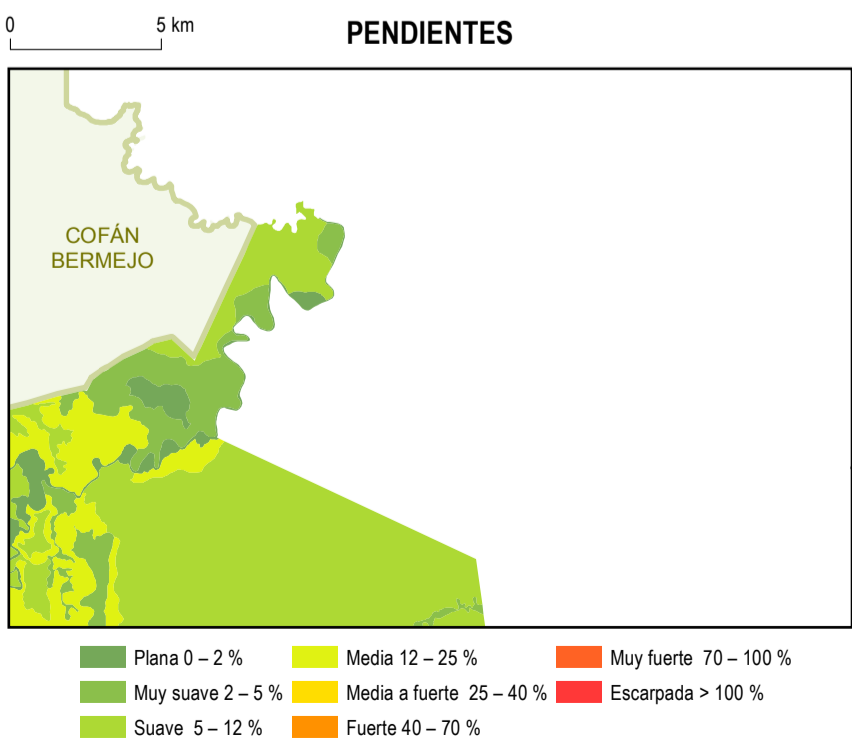 0 5 km
PENDIENTES
COFÁN
BERMEJO
Plana 0 – 2 %
Muy suave 2 – 5 %
Suave 5 – 12 %
Media 12 – 25 %
Media a fuerte 25 – 40 %
Fuerte 40 – 70 %
Muy fuerte 70 – 100 %
Escarpada > 100 %